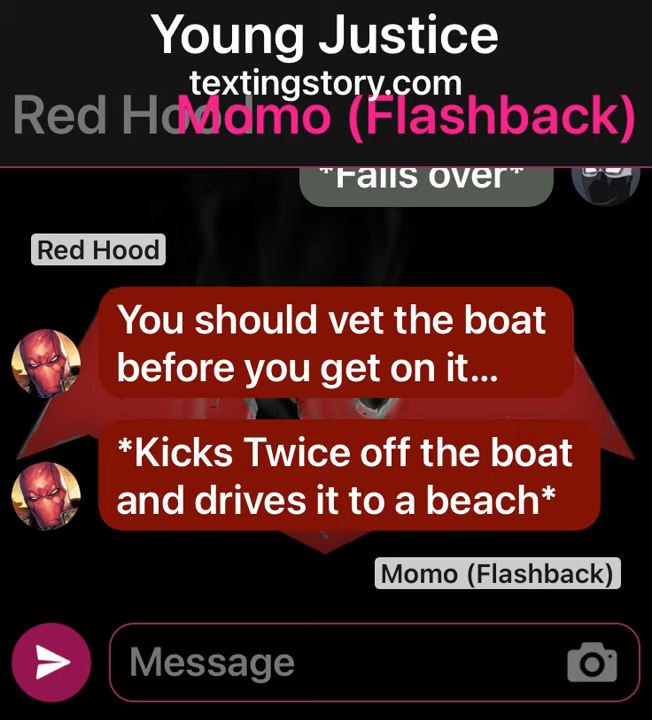 Young Justice
textingstory.com
Red Hood
Momo (Flashback)
*Falls over*
Red Hood
You should vet the boat
before you get on it...
*Kicks Twice off the boat
and drives it to a beach*
Momo (Flashback)
Message